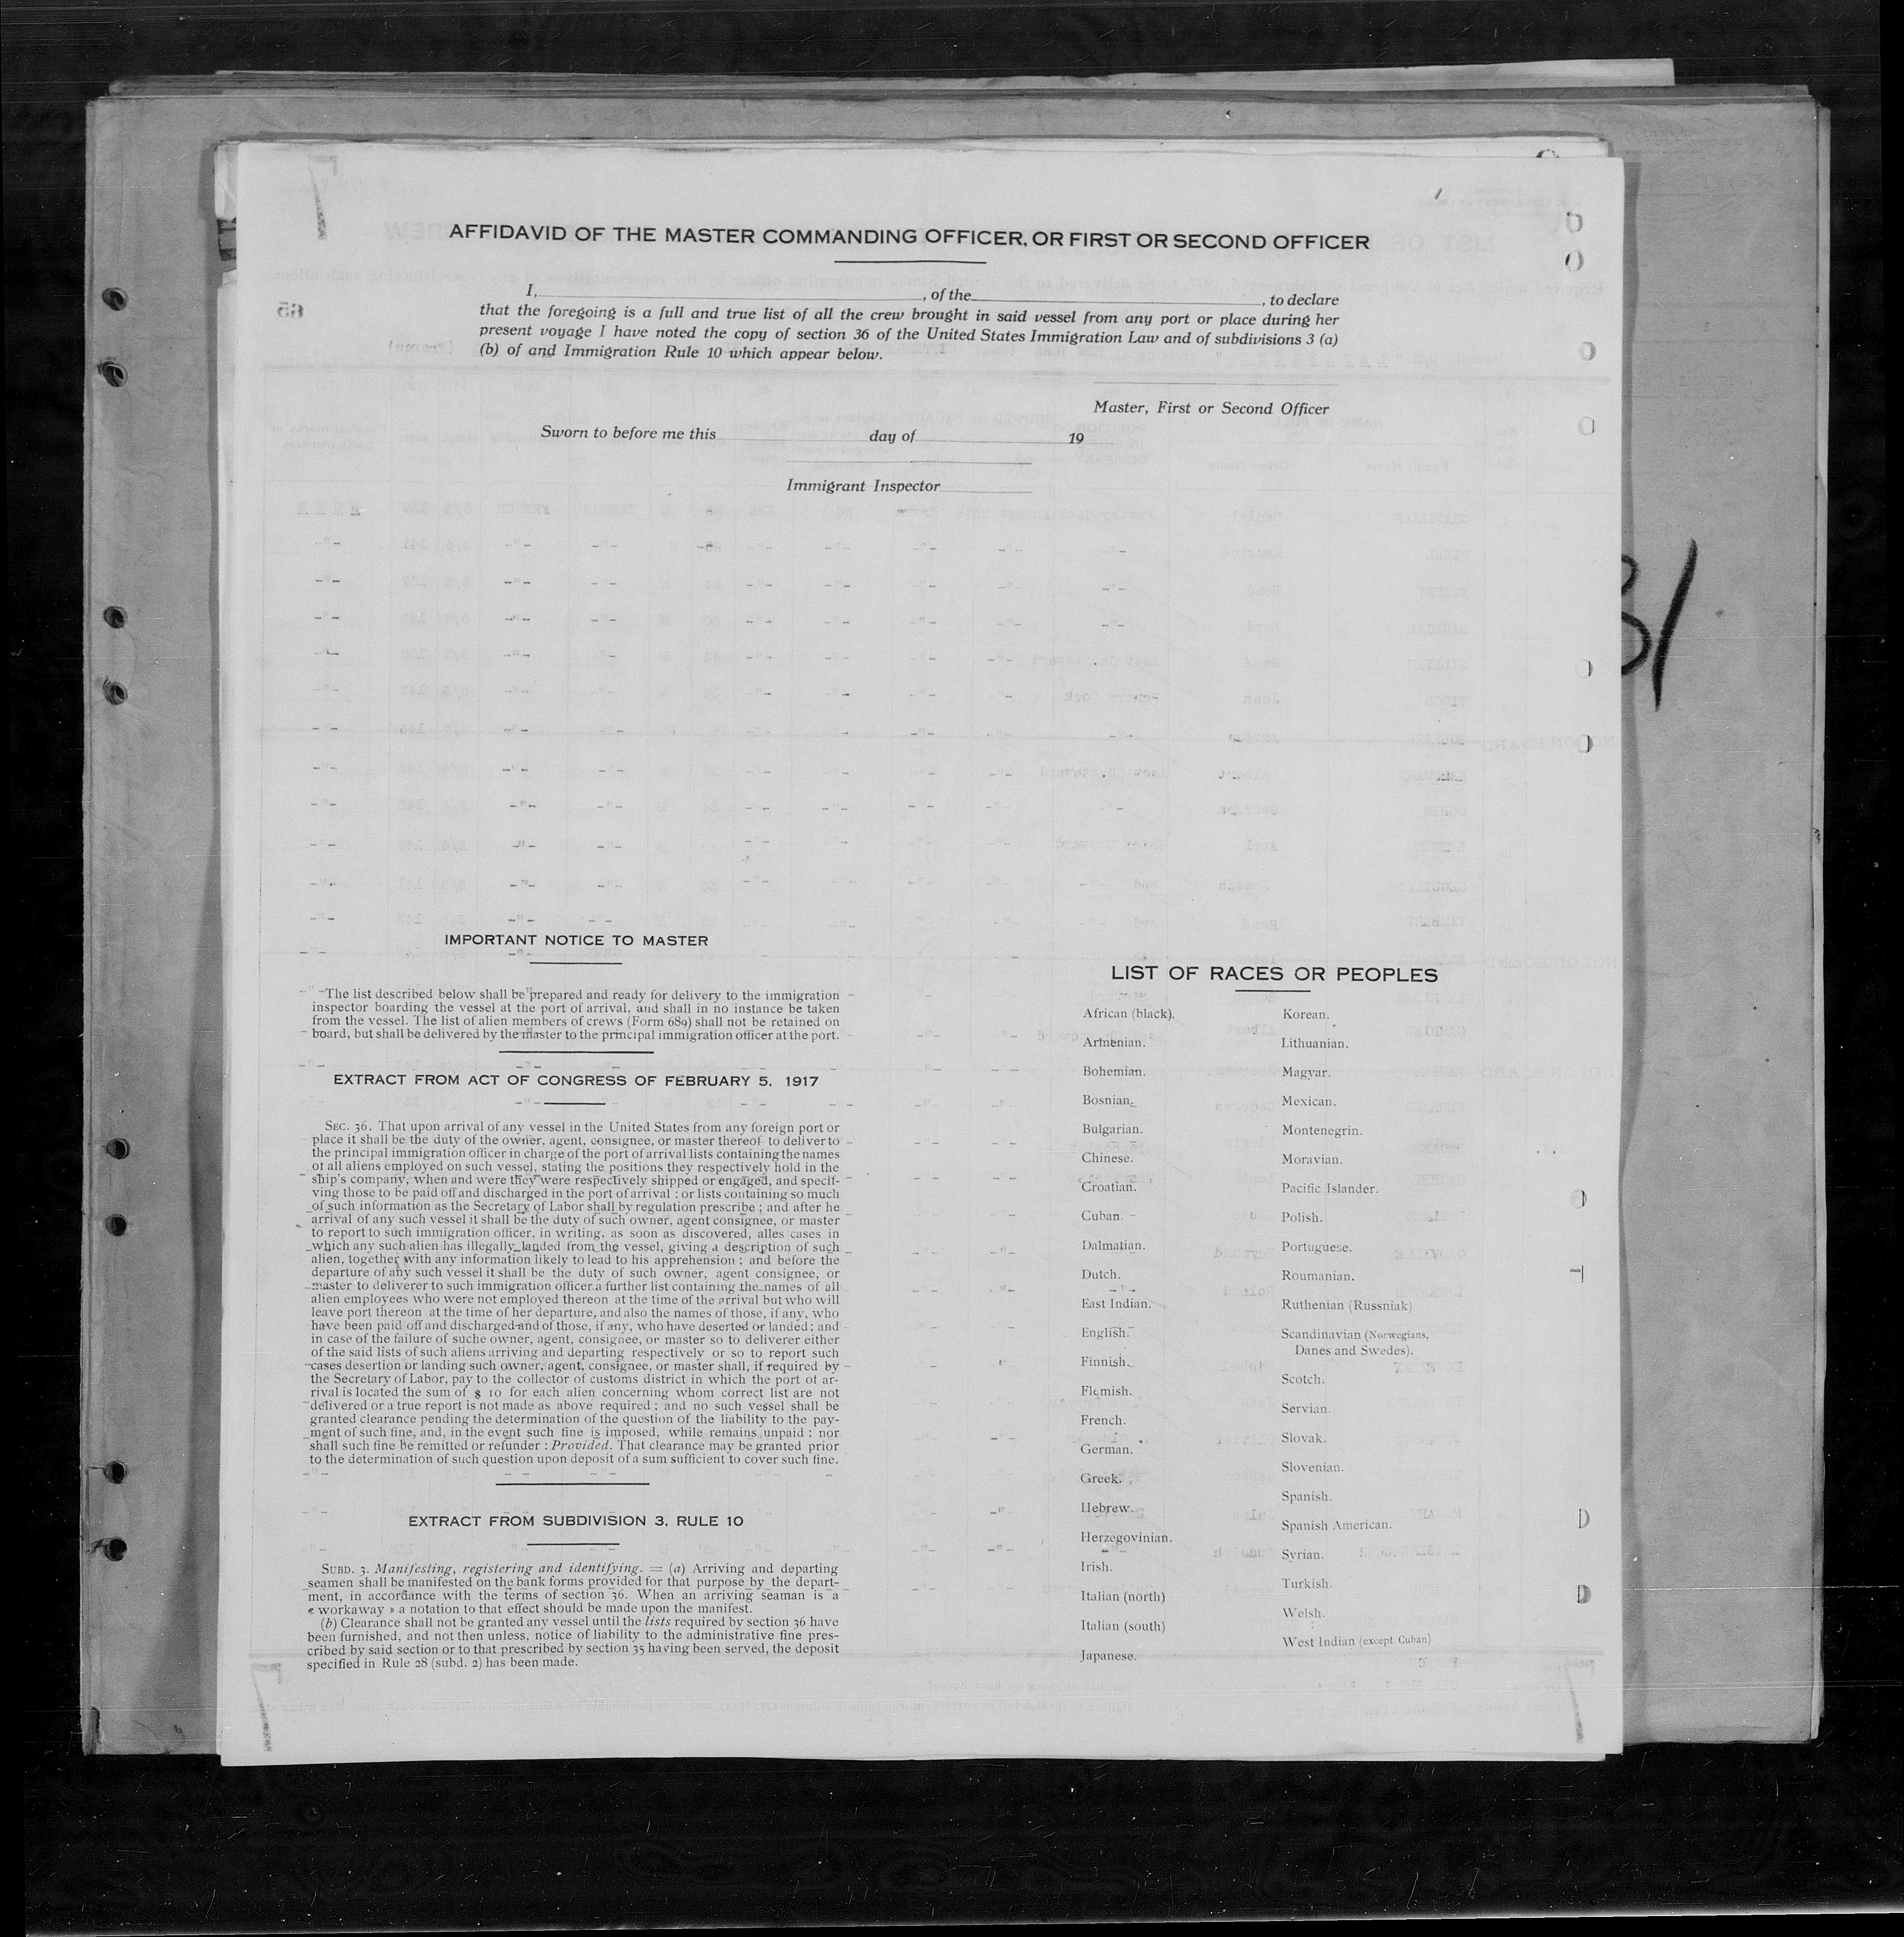 AFFIDAVID OF THE MASTER COMMANDING OFFICER, OR FIRST OR SECOND OFFICER
I, , of the , to declare
that the foregoing is a full and true list of all the crew brought in said vessel from any port or place during her
present voyage I have noted the copy of section 36 of the United States Immigration Law and of subdivisions 3 (a)
(b) of and Immigration Rule 10 which appear below.
Master, First or Second Officer
Sworn to before me this day of 19
Immigrant Inspector
31
IMPORTANT NOTICE TO MASTER
The list described below shall be prepared and ready for delivery to the immigration
inspector boarding the vessel at the port of arrival. and shall in no instance be taken
from the vessel. The list of alien members of crews (Form 689) shall not be retained on
board, but shall be delivered by the master to the principal immigration officer at the port.
EXTRACT FROM ACT OF CONGRESS OF FEBRUARY 5, 1917
SEC. 36. That upon arrival of any vessel in the United States from any foreign port or
place it shall be the duty of the owner, agent, consignee, or master thereof to deliver to
the principal immigration officer in charge of the port of arrival lists containing the names
of all aliens employed on such vessel, stating the positions they respectively hold in the
ship's company, when and were they were respectively shipped or engaged, and specif-
ving those to be paid off and discharged in the port of arrival : or lists containing so much
of such information as the Secretary of Labor shall by regulation prescribe ; and after he
arrival of any such vessel it shall be the duty of such owner, agent consignee, or master
to report to such immigration officer, in writing, as soon as discovered, alles cases in
which any such alien has illegally landed from the vessel, giving a description of such
alien, together with any information likely to lead to his apprehension ; and before the
departure of any such vessel it shall be the duty of such owner, agent consignee, or
master to deliverer to such immigration officer a further list containing the names of all
alien employees who were not employed thereon at the time of the arrival but who will
leave port thereon at the time of her departure, and also the names of those, if any, who
have been paid off and discharged and of those, if any, who have deserted or landed ; and
in case of the failure of suche owner, agent, consignee, or master so to deliverer either
of the said lists of such aliens arriving and departing respectively or so to report such
cases desertion or landing such owner, agent, consignee, or master shall, if required by
the Secretary of Labor, pay to the collector of customs district in which the port of ar-
rival is located the sum of $ 10 for each alien concerning whom correct list are not
delivered or a true report is not made as above required ; and no such vessel shall be
granted clearance pending the determination of the question of the liability to the pay-
ment of such fine, and, in the event such fine is imposed, while remains unpaid ; nor
shall such fine be remitted or refunder : Provided. That clearance may be granted prior
to the determination of such question upon deposit of a sum sufficient to cover such fine.
EXTRACT FROM SUBDIVISION 3. RULE 10
SUBD. 3. Manifesting, registering and identifying. = (a) Arriving and departing
seamen shall be manifested on the bank forms provided for that purpose by the depart-
ment, in accordance with the terms of section 36. When an arriving seaman is a
« workaway » a notation to that effect should be made upon the manifest.
(b) Clearance shall not be granted any vessel until the lists required by section 36 have
been furnished, and not then unless, notice of liability to the administrative fine pres-
cribed by said section or to that prescribed by section 35 having been served, the deposit
specified in Rule 28 (subd. 2) has been made.
LIST OF RACES OR PEOPLES
African (black).
Armenian.
Bohemian.
Bosnian.
Bulgarian.
Chinese.
Croatian.
Cuban.
Dalmatian.
Dutch.
East Indian.
English.
Finnish.
Flemish.
French.
German.
Greek.
Hebrew.
Herzegovinian.
Irish.
Italian (north)
Italian (south)
Japanese.
Korean.
Lithuanian.
Magyar.
Mexican.
Montenegrin.
Moravian.
Pacific Islander.
Polish.
Portuguese.
Roumanian.
Ruthenian (Russniak)
Scandinavian (Norwegians,
Danes and Swedes).
Scotch.
Servian.
Slovak.
Slovenian.
Spanish.
Spanish American.
Syrian.
Turkish.
Welsh.
West Indian (except Cuban)